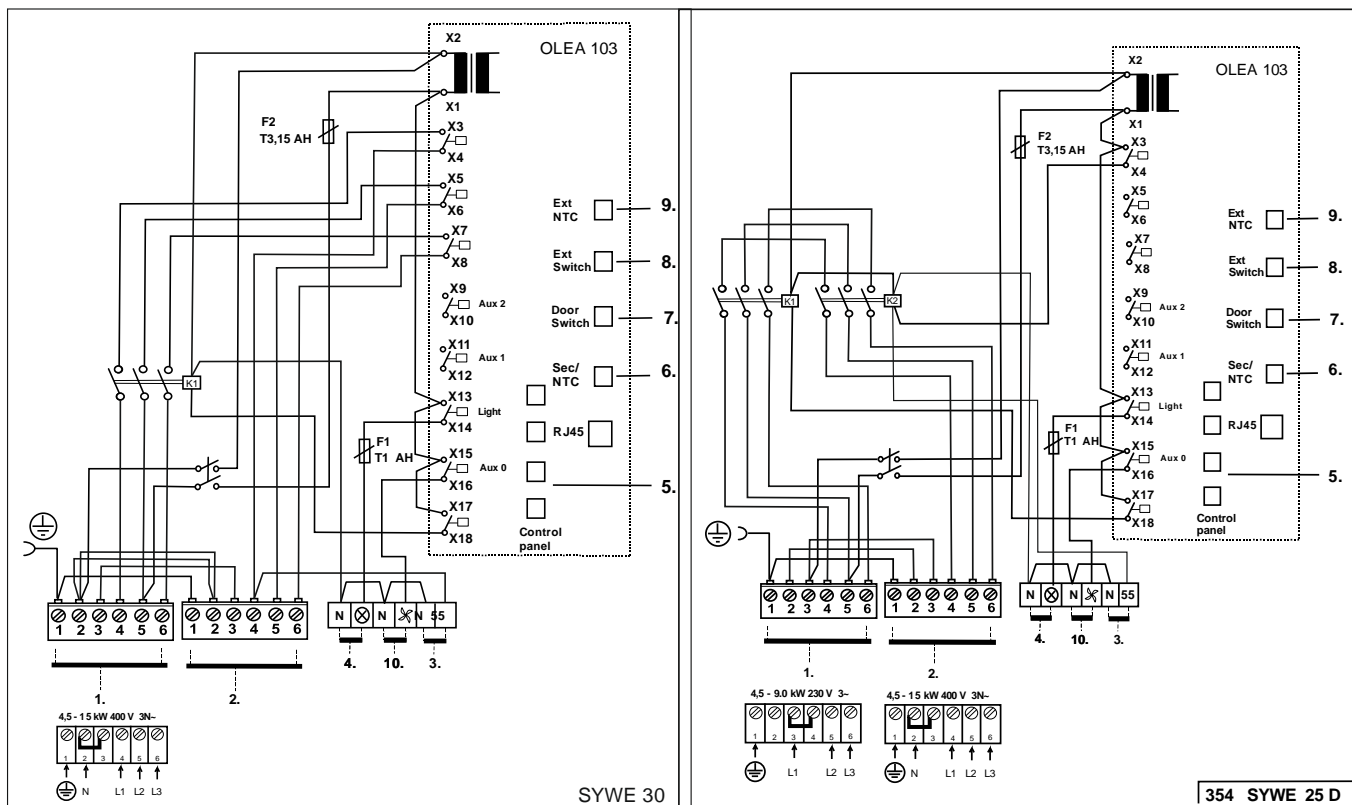 X2
OLEA 103
X1
F2
T3,15 AH
X3
X4
X5
X6
Ext
NTC
9.
X7
X8
Ext
Switch
8.
X9
Aux 2
X10
Door
Switch
7.
X11
Aux 1
X12
Sec/
NTC
6.
K1
X13
Light
X14
RJ45
F1
T1 AH
X15
Aux 0
X16
5.
X17
X18
Control
panel
1 2 3 4 5 6
1 2 3 4 5 6
N N N 55
4. 10. 3.
1.
2.
4,5 - 15 kW 400 V 3N~
1 2 3 4 5 6
N L1 L2 L3
SYWE 30
X2
OLEA 103
X1
F2
T3,15 AH
X3
X4
X5
X6
Ext
NTC
9.
X7
X8
Ext
Switch
8.
K1
K2
X9
Aux 2
X10
Door
Switch
7.
X11
Aux 1
X12
Sec/
NTC
6.
X13
Light
X14
RJ45
F1
T1 AH
X15
Aux 0
X16
5.
X17
X18
Control
panel
1 2 3 4 5 6
1 2 3 4 5 6
N N N 55
4. 10. 3.
1.
2.
4,5 - 9.0 kW 230 V 3~
4,5 - 15 kW 400 V 3N~
1 2 3 4 5 6
1 2 3 4 5 6
L1 L2 L3
N L1 L2 L3
354 SYWE 25 D